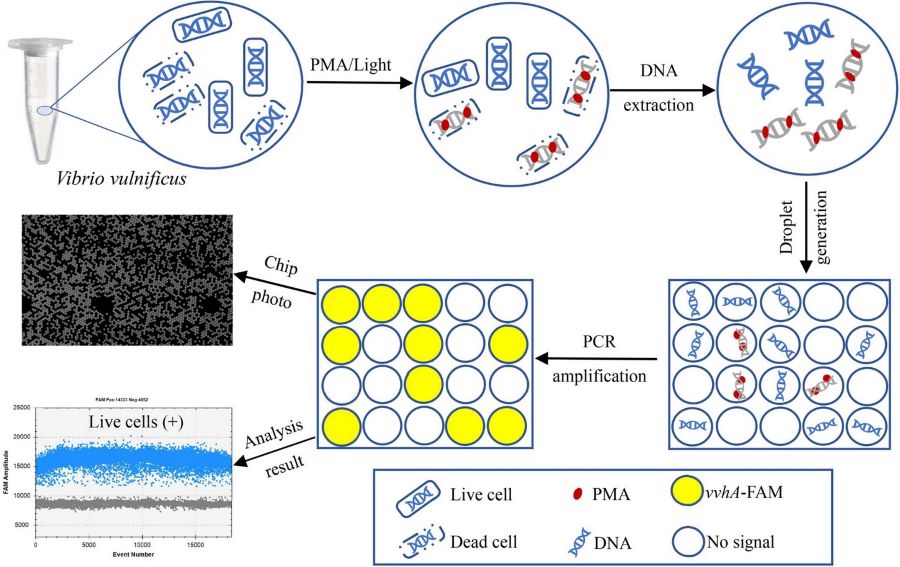 PMA/Light
DNA
extraction
Vibrio vulnificus
Droplet
generation
Chip
photo
PCR
amplification
FAM Pos:14333 Neg:4052
Live cells (+)
FAM Amplitude
25000
20000
15000
10000
5000
0
5000
10000
15000
Event Number
Analysis
result
Live cell
PMA
vvhA-FAM
Dead cell
DNA
No signal